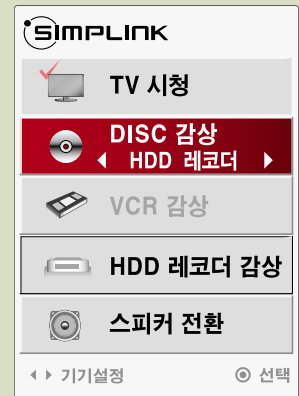 SIMPLINK
TV 시청
DISC 감상
◀ HDD 레코더 ▶
VCR 감상
HDD 레코더 감상
스피커 전환
◀ ▶ 기기설정 ◉ 선택